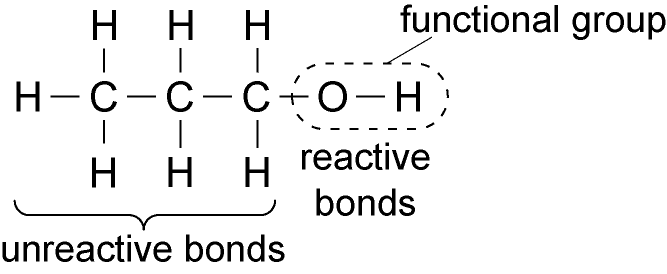 functional group
H H H
H — C — C — C — O — H
H H H
reactive
bonds
unreactive bonds